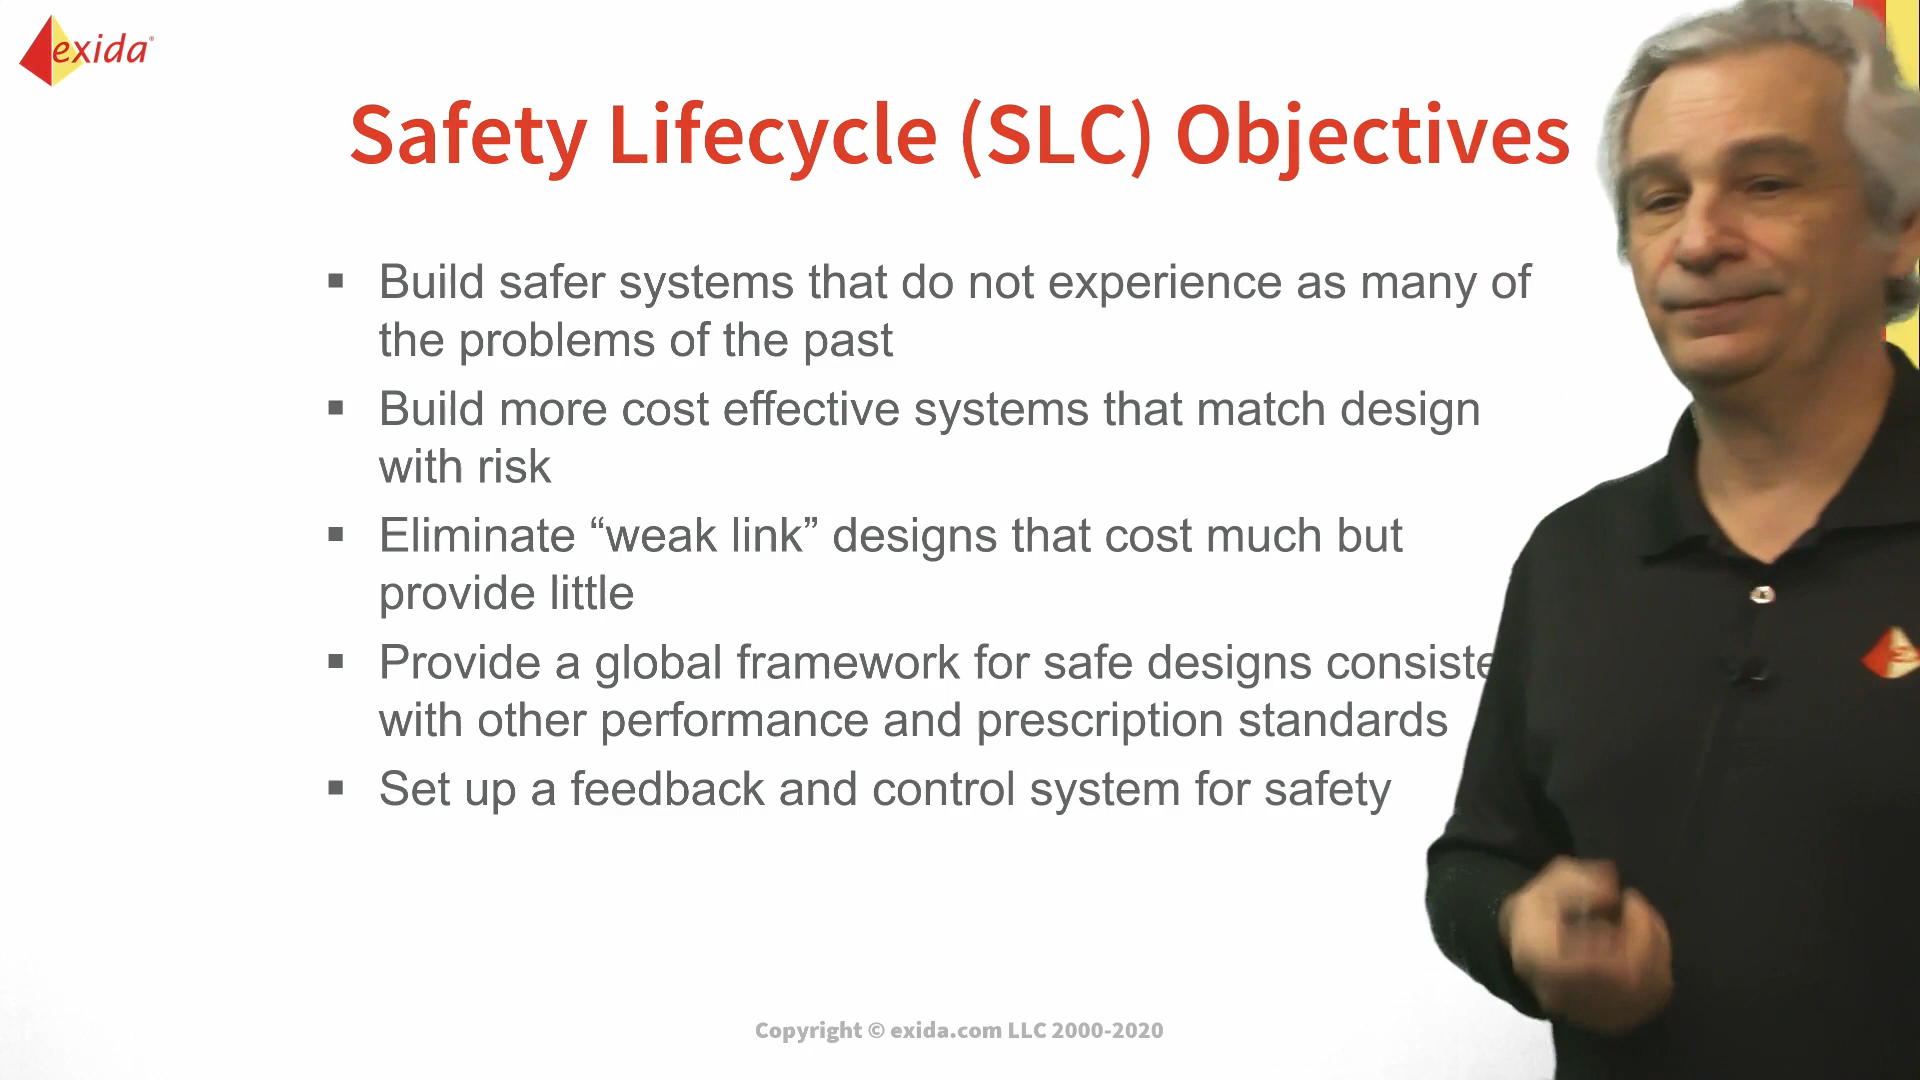 exida
Safety Lifecycle (SLC) Objectives
▪ Build safer systems that do not experience as many of
the problems of the past
▪ Build more cost effective systems that match design
with risk
▪ Eliminate “weak link” designs that cost much but
provide little
▪ Provide a global framework for safe designs
with other performance and prescription standards
▪ Set up a feedback and control system for safety
Copyright © exida.com LLC 2000-2020